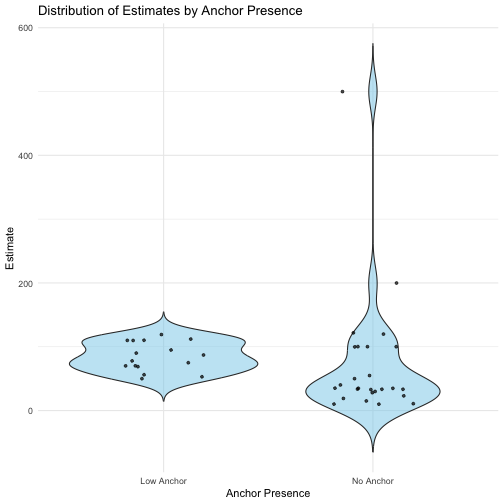 Distribution of Estimates by Anchor Presence
600
400
200
0
Estimate
Low Anchor
No Anchor
Anchor Presence